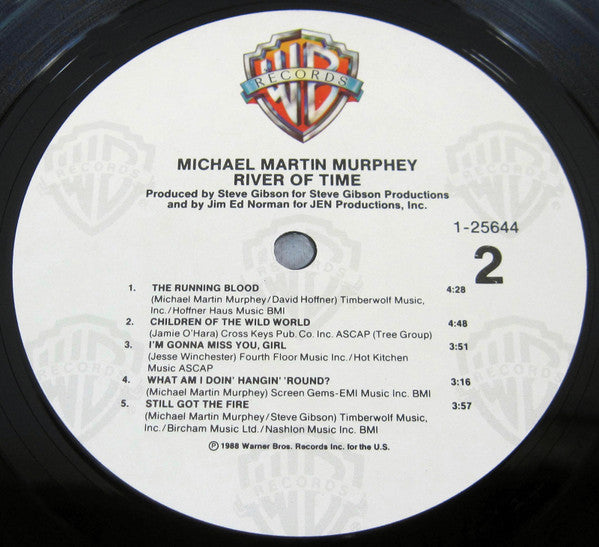 WB
RECORDS
MICHAEL MARTIN MURPHEY
RIVER OF TIME
Produced by Steve Gibson for Steve Gibson Productions
and by Jim Ed Norman for JEN Productions, Inc.
1-25644
2
1. THE RUNNING BLOOD 4:28
(Michael Martin Murphey/David Hoffner) Timberwolf Music,
Inc./Hoffner Haus Music BMI
2. CHILDREN OF THE WILD WORLD 4:48
(Jamie O'Hara) Cross Keys Pub. Co. Inc. ASCAP (Tree Group)
3. I'M GONNA MISS YOU, GIRL 3:51
(Jesse Winchester) Fourth Floor Music Inc./Hot Kitchen
Music ASCAP
4. WHAT AM I DOIN' HANGIN' 'ROUND? 3:16
(Michael Martin Murphey) Screen Gems-EMI Music Inc. BMI
5. STILL GOT THE FIRE 3:57
(Michael Martin Murphey/Steve Gibson) Timberwolf Music,
Inc./Bircham Music Ltd./Nashlon Music Inc. BMI
℗ 1988 Warner Bros. Records Inc. for the U.S.